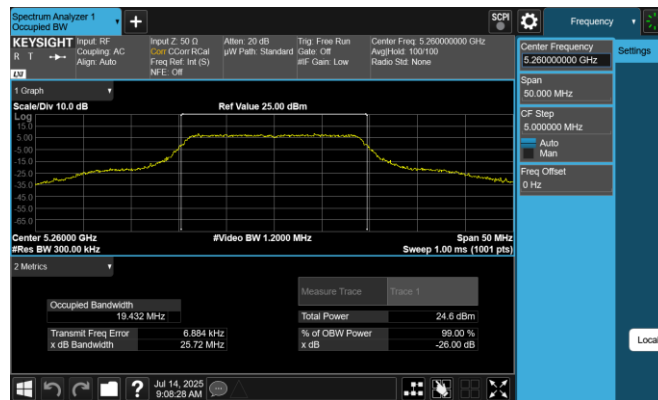 Spectrum Analyzer 1
Occupied BW
SCPI
Frequency
KEYSIGHT
R T
LXI
Input: RF
Coupling: AC
Align: Auto
Input Z: 50 Ω
Corr CCorr RCal
Freq Ref: Int (S)
NFE: Off
Atten: 20 dB
µW Path: Standard
Trig: Free Run
Gate: Off
#IF Gain: Low
Center Freq: 5.260000000 GHz
Avg|Hold: 100/100
Radio Std: None
Center Frequency
5.260000000 GHz
Settings
Span
50.000 MHz
CF Step
5.000000 MHz
Auto
Man
Freq Offset
0 Hz
1 Graph
Scale/Div 10.0 dB
Ref Value 25.00 dBm
Log
15.0
5.00
-5.00
-15.0
-25.0
-35.0
-45.0
-55.0
-65.0
Center 5.26000 GHz
#Video BW 1.2000 MHz
Span 50 MHz
#Res BW 300.00 kHz
Sweep 1.00 ms (1001 pts)
2 Metrics
Measure Trace
Trace 1
Occupied Bandwidth
19.432 MHz
Total Power
24.6 dBm
Transmit Freq Error
6.884 kHz
% of OBW Power
99.00 %
x dB Bandwidth
25.72 MHz
x dB
-26.00 dB
Local
?
Jul 14, 2025
9:08:28 AM